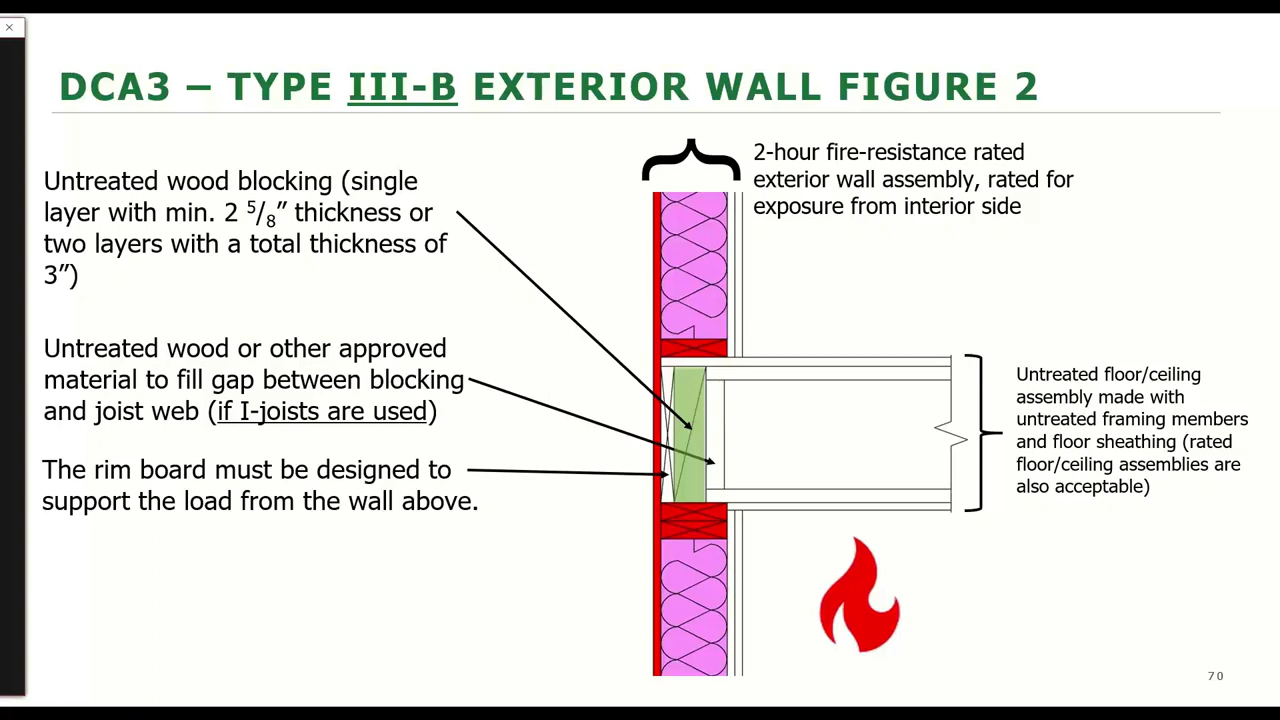 DCA3 – TYPE III-B EXTERIOR WALL FIGURE 2
Untreated wood blocking (single
layer with min. 2 5/8” thickness or
two layers with a total thickness of
3”)
Untreated wood or other approved
material to fill gap between blocking
and joist web (if I-joists are used)
The rim board must be designed to
support the load from the wall above.
2-hour fire-resistance rated
exterior wall assembly, rated for
exposure from interior side
Untreated floor/ceiling
assembly made with
untreated framing members
and floor sheathing (rated
floor/ceiling assemblies are
also acceptable)
70